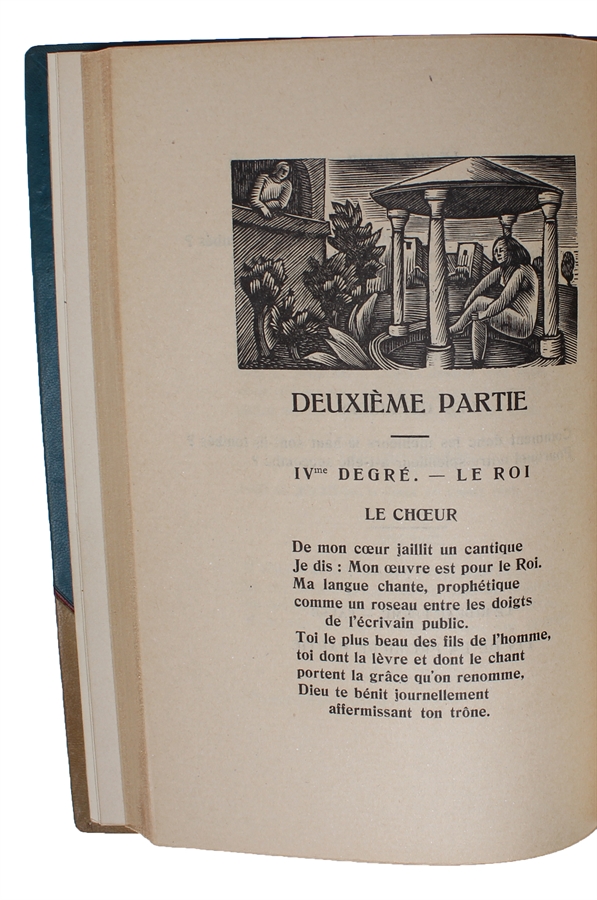 DEUXIÈME PARTIE
IVme DEGRÉ. — LE ROI
LE CHŒUR
De mon cœur jaillit un cantique
Je dis : Mon œuvre est pour le Roi.
Ma langue chante, prophétique
comme un roseau entre les doigts
de l'écrivain public.
Toi le plus beau des fils de l'homme,
toi dont la lèvre et dont le chant
portent la grâce qu'on renomme,
Dieu te bénit journellement
affermissant ton trône.